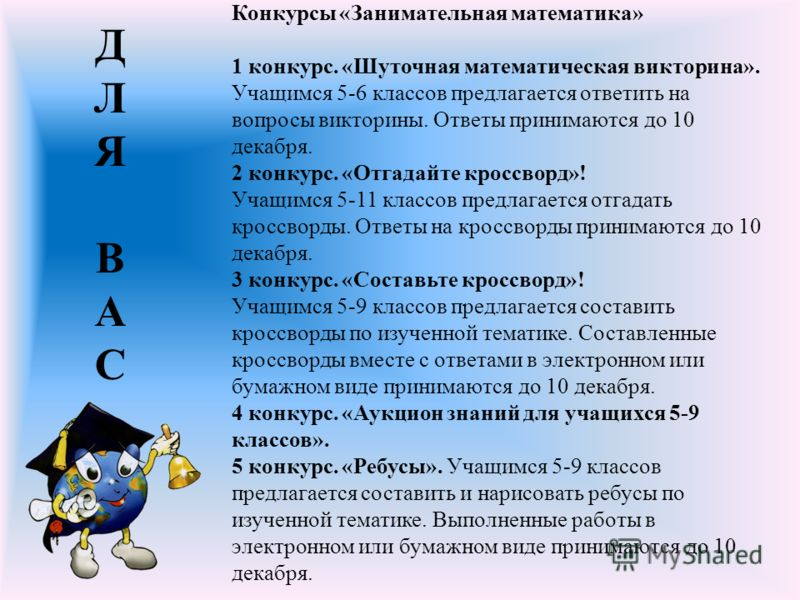 Д
Л
Я
В
А
С
Конкурсы «Занимательная математика»
1 конкурс. «Шуточная математическая викторина».
Учащимся 5-6 классов предлагается ответить на
вопросы викторины. Ответы принимаются до 10
декабря.
2 конкурс. «Отгадайте кроссворд»!
Учащимся 5-11 классов предлагается отгадать
кроссворды. Ответы на кроссворды принимаются до 10
декабря.
3 конкурс. «Составьте кроссворд»!
Учащимся 5-9 классов предлагается составить
кроссворды по изученной тематике. Составленные
кроссворды вместе с ответами в электронном или
бумажном виде принимаются до 10 декабря.
4 конкурс. «Аукцион знаний для учащихся 5-9
классов».
5 конкурс. «Ребусы». Учащимся 5-9 классов
предлагается составить и нарисовать ребусы по
изученной тематике. Выполненные работы в
электронном или бумажном виде принимаются до 10
декабря.
MyShared